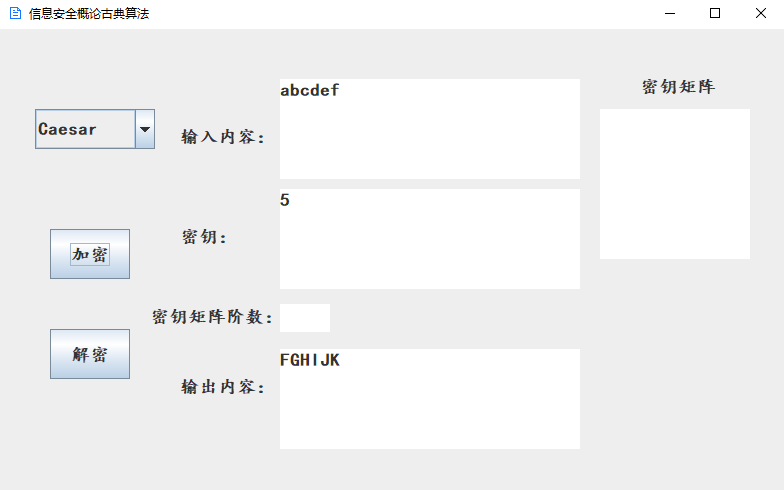 信息安全概论古典算法
密钥矩阵
abcdef
Caesar
输入内容：
5
密钥：
加密
密钥矩阵阶数：
解密
FGHIJK
输出内容：